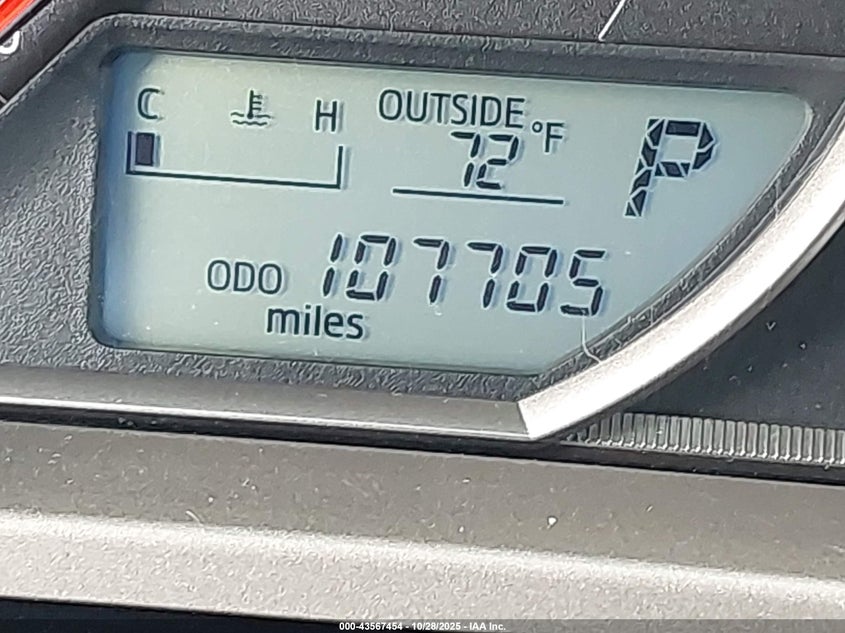 C H OUTSIDE
72 °F P
ODO 107705
miles
000-43567454 - 10/28/2025 - IAA Inc.